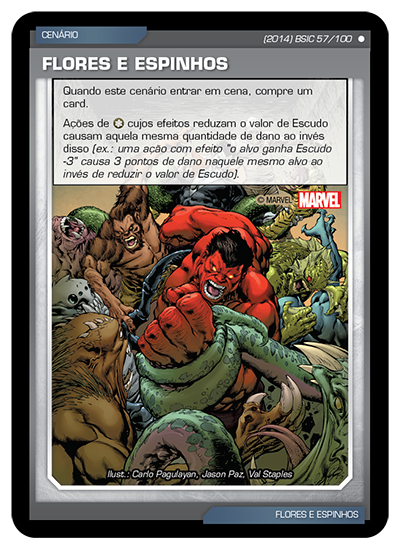 CENÁRIO
(2014) BSIC 57/100 ●
FLORES E ESPINHOS
Quando este cenário entrar em cena, compre um
card.
Ações de cujos efeitos reduzam o valor de Escudo
causam aquela mesma quantidade de dano ao invés
disso (ex.: uma ação com efeito "o alvo ganha Escudo
-3" causa 3 pontos de dano naquele mesmo alvo ao
invés de reduzir o valor de Escudo).
© MARVEL MARVEL
Ilust.: Carlo Pagulayan, Jason Paz, Val Staples
FLORES E ESPINHOS